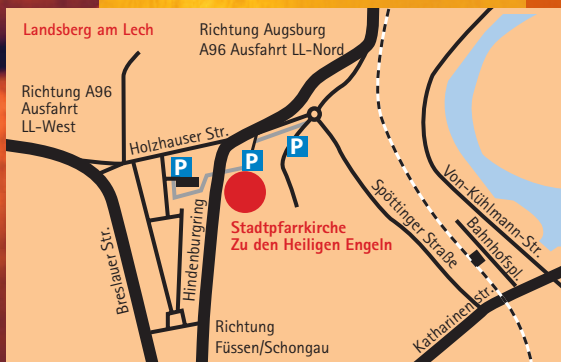 Landsberg am Lech
Richtung Augsburg
A96 Ausfahrt LL-Nord
Richtung A96
Ausfahrt
LL-West
Holzhauser Str.
P
P
P
Stadtpfarrkirche
Zu den Heiligen Engeln
Breslauer Str.
Hindenburgring
Spöttinger Straße
Von-Kühlmann-Str.
Bahnhofspl.
Katharinenstr.
Richtung
Füssen/Schongau